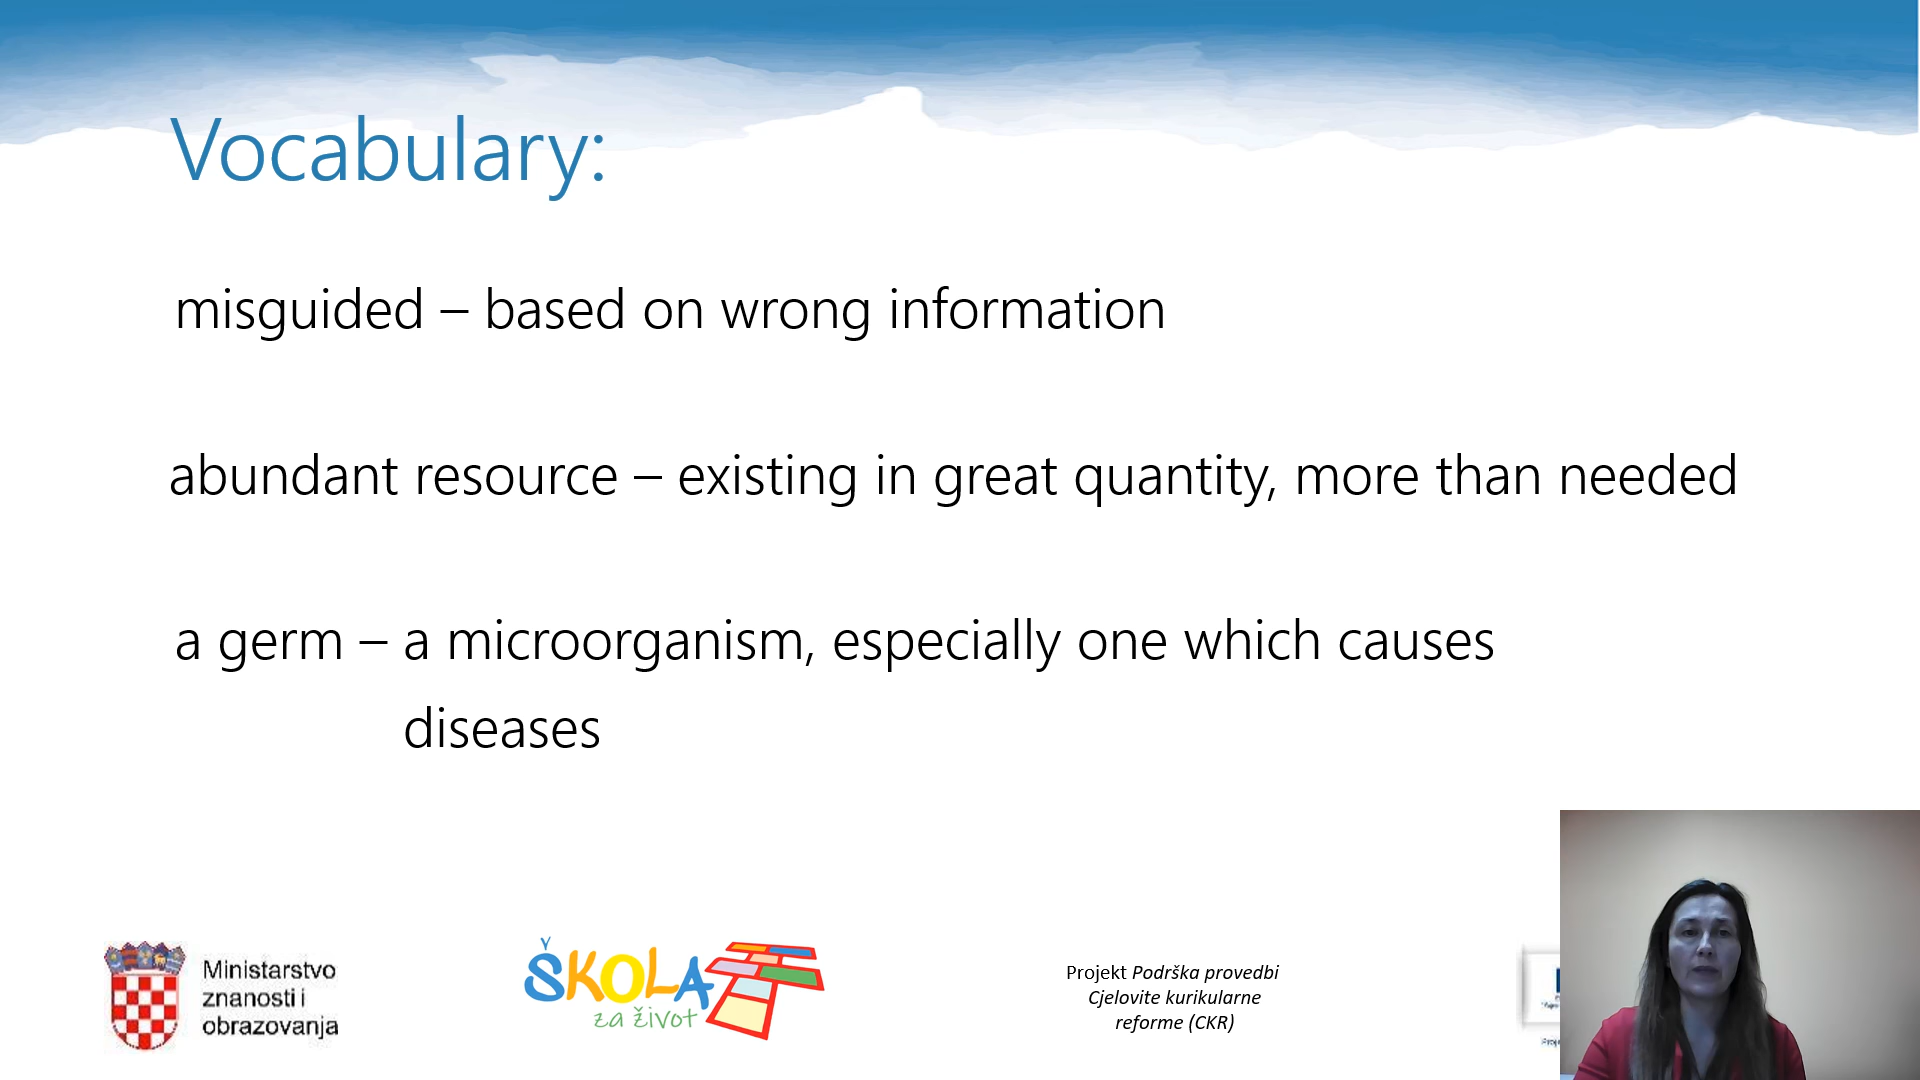 Vocabulary:
misguided – based on wrong information
abundant resource – existing in great quantity, more than needed
a germ – a microorganism, especially one which causes
diseases
Ministarstvo
znanosti i
obrazovanja
ŠKOLA
za život
Projekt Podrška provedbi
Cjelovite kurikularne
reforme (CKR)